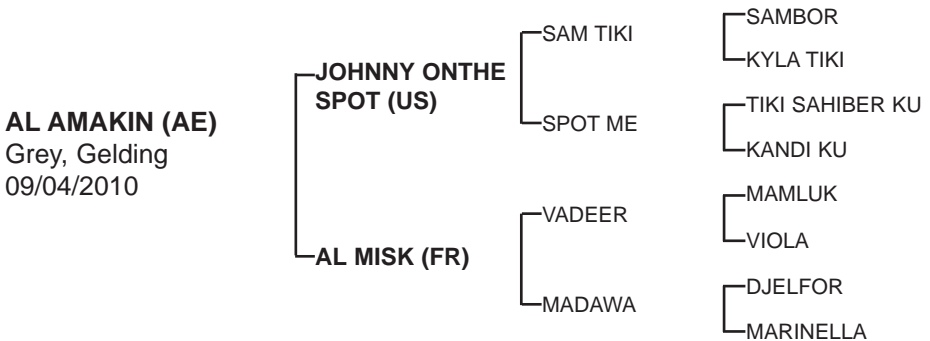 AL AMAKIN (AE)
Grey, Gelding
09/04/2010
JOHNNY ONTHE
SPOT (US)
AL MISK (FR)
SAM TIKI
SPOT ME
VADEER
MADAWA
SAMBOR
KYLA TIKI
TIKI SAHIBER KU
KANDI KU
MAMLUK
VIOLA
DJELFOR
MARINELLA